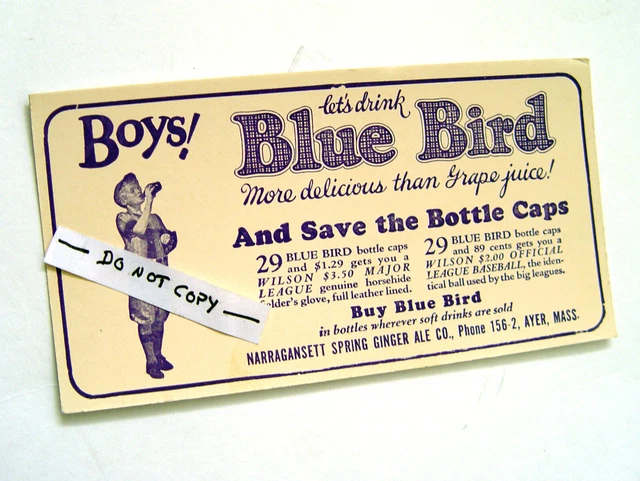 Boys!
let's drink
Blue Bird
More delicious than Grape juice!
And Save the Bottle Caps
29 BLUE BIRD bottle caps
and $1.29 gets you a
WILSON $3.50 MAJOR
LEAGUE genuine horsehide
elder's glove, full leather lined.
29 BLUE BIRD bottle caps
and 89 cents gets you a
WILSON $2.00 OFFICIAL
LEAGUE BASEBALL, the iden-
tical ball used by the big leagues.
Buy Blue Bird
in bottles wherever soft drinks are sold
NARRAGANSETT SPRING GINGER ALE CO., Phone 156-2, AYER, MASS.
— DO NOT COPY —